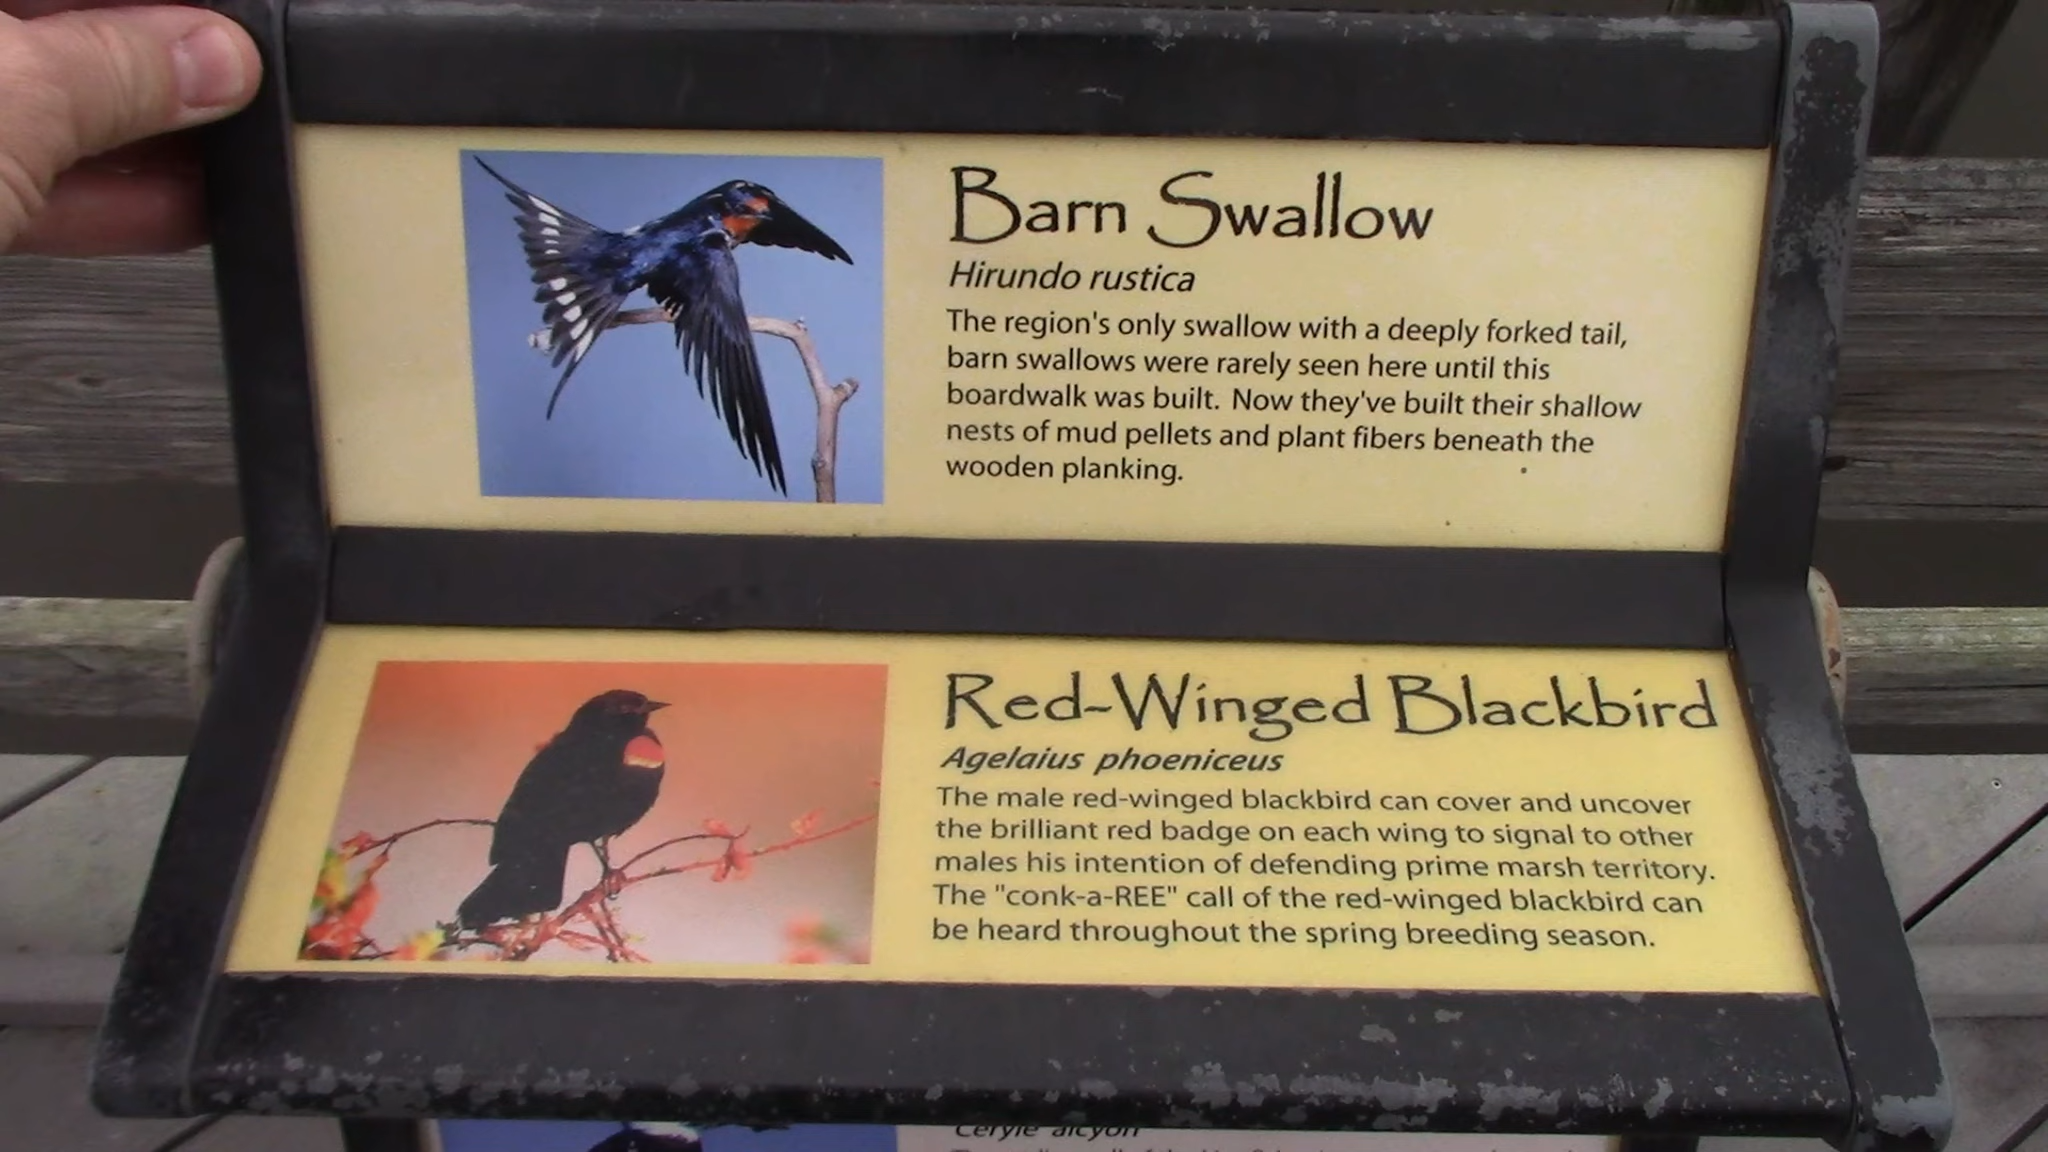 Barn Swallow
Hirundo rustica
The region's only swallow with a deeply forked tail,
barn swallows were rarely seen here until this
boardwalk was built. Now they've built their shallow
nests of mud pellets and plant fibers beneath the
wooden planking.
Red-Winged Blackbird
Agelaius phoeniceus
The male red-winged blackbird can cover and uncover
the brilliant red badge on each wing to signal to other
males his intention of defending prime marsh territory.
The "conk-a-REE" call of the red-winged blackbird can
be heard throughout the spring breeding season.
Ceryle alcyon